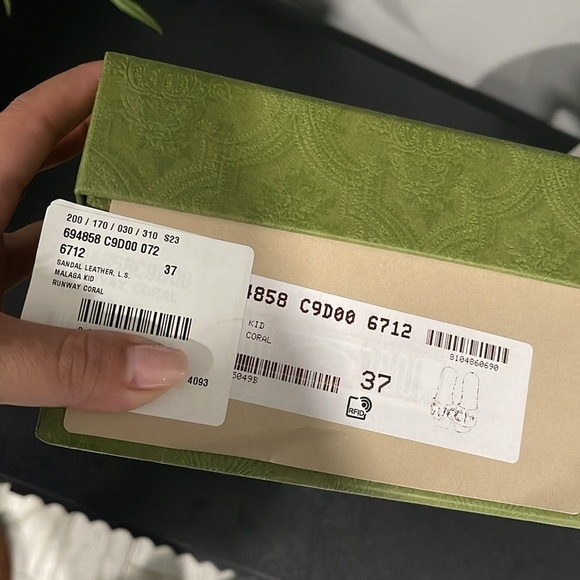 200 / 170 / 030 / 310 S23
694858 C9D00 072
6712 37
SANDAL LEATHER, L.S.
MALAGA KID
RUNWAY CORAL
4093
4858 C9D00 6712
KID
CORAL
8104860690
5049B
37
RFID